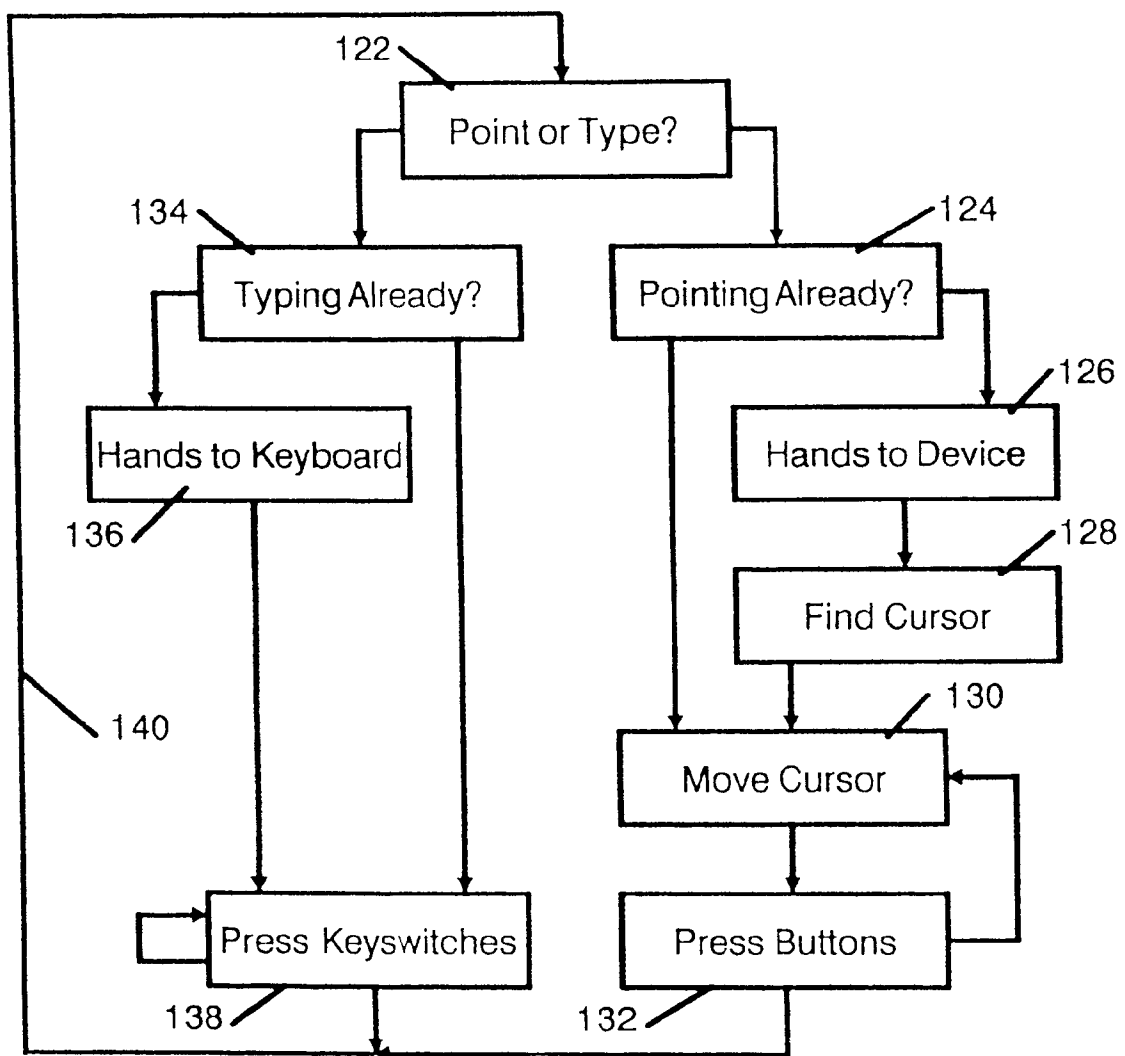 122
Point or Type?
134
124
Typing Already?
Pointing Already?
126
Hands to Keyboard
Hands to Device
136
128
Find Cursor
130
140
Move Cursor
Press Keyswitches
Press Buttons
138
132